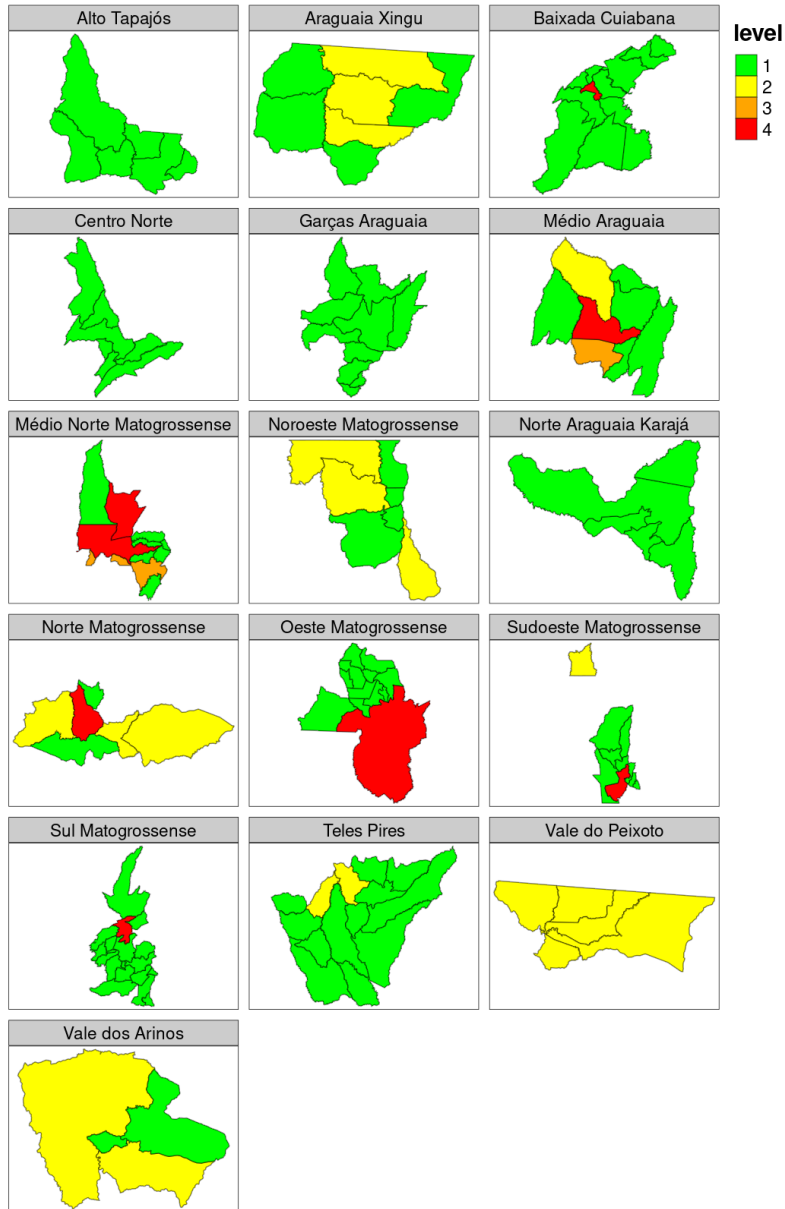 Alto Tapajós
Araguaia Xingu
Baixada Cuiabana
level
1
2
3
4
Centro Norte
Garças Araguaia
Médio Araguaia
Médio Norte Matogrossense
Noroeste Matogrossense
Norte Araguaia Karajá
Norte Matogrossense
Oeste Matogrossense
Sudoeste Matogrossense
Sul Matogrossense
Teles Pires
Vale do Peixoto
Vale dos Arinos